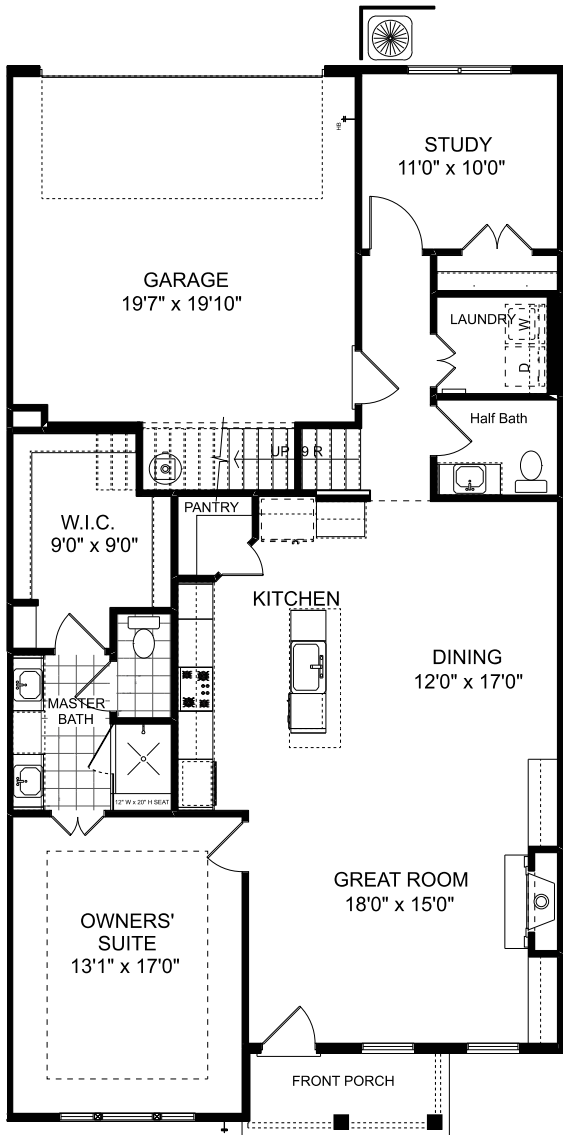 HB
STUDY
11'0" x 10'0"
GARAGE
19'7" x 19'10"
LAUNDRY
W
D
Half Bath
UP 19 R
PANTRY
W.I.C.
9'0" x 9'0"
KITCHEN
DINING
12'0" x 17'0"
MASTER
BATH
12" W x 20" H SEAT
GREAT ROOM
18'0" x 15'0"
OWNERS'
SUITE
13'1" x 17'0"
FRONT PORCH